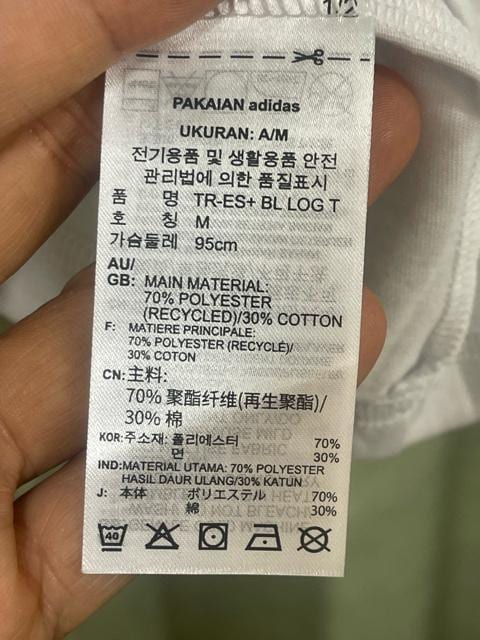 1/2
PAKAIAN adidas
UKURAN: A/M
전기용품 및 생활용품 안전
관리법에 의한 품질표시
품 명 TR-ES+ BL LOG T
호 칭 M
가슴둘레 95cm
AU/
GB: MAIN MATERIAL:
70% POLYESTER
(RECYCLED)/30% COTTON
F: MATIERE PRINCIPALE:
70% POLYESTER (RECYCLÉ)/
30% COTON
CN:主料:
70% 聚酯纤维(再生聚酯)/
30% 棉
KOR:주소재: 폴리에스터 70%
면 30%
IND:MATERIAL UTAMA: 70% POLYESTER
HASIL DAUR ULANG/30% KATUN
J: 本体 ポリエステル 70%
綿 30%
40